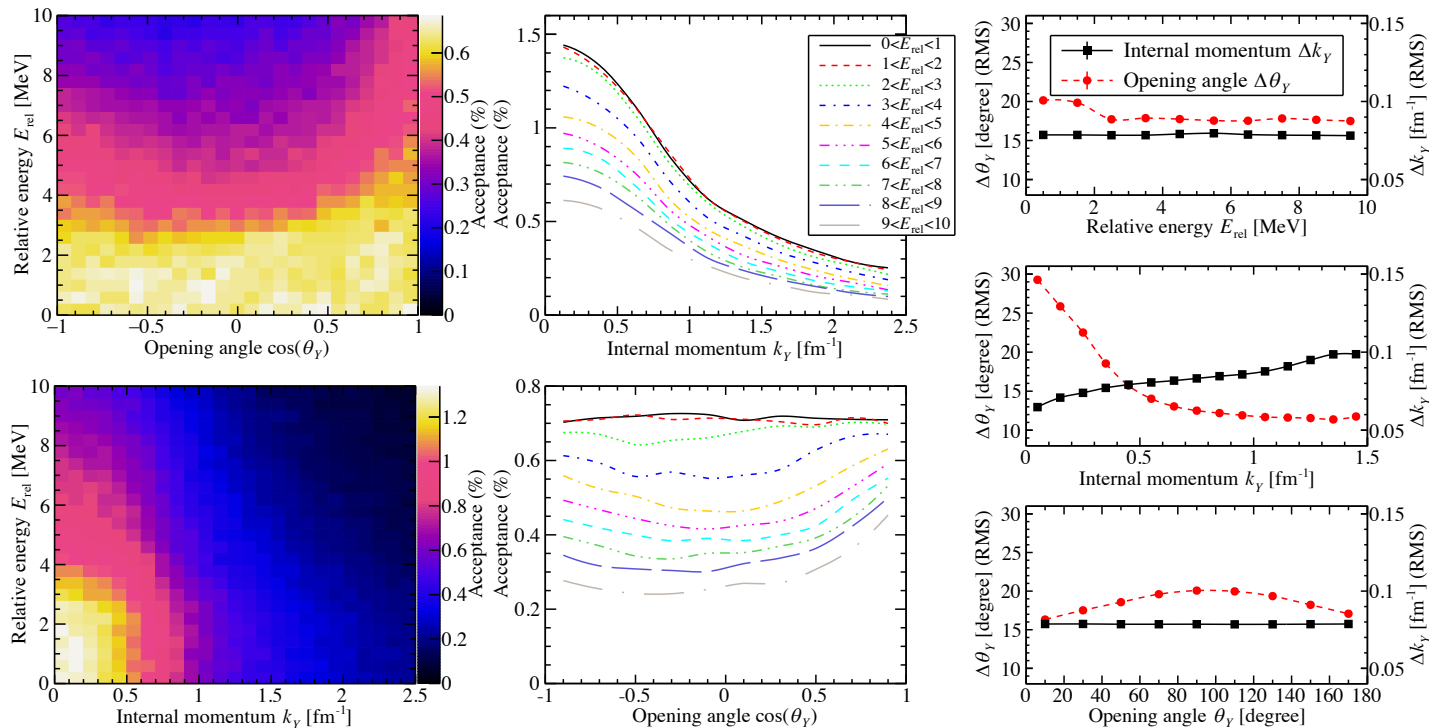 Relative energy E_rel [MeV]
10
8
6
4
2
0
−1
−0.5
0
0.5
1
Opening angle cos(θ_Y)
0.6
0.5
0.4
0.3
0.2
0.1
0
Acceptance (%)
Acceptance (%)
1.5
1.0
0.5
0
0
0.5
1
1.5
2
2.5
Internal momentum k_Y [fm⁻¹]
0<E_rel<1
1<E_rel<2
2<E_rel<3
3<E_rel<4
4<E_rel<5
5<E_rel<6
6<E_rel<7
7<E_rel<8
8<E_rel<9
9<E_rel<10
Δθ_Y [degree] (RMS)
30
25
20
15
10
0
2
4
6
8
10
Relative energy E_rel [MeV]
0.15
0.1
0.05
Δk_Y [fm⁻¹] (RMS)
Internal momentum Δk_Y
Opening angle Δθ_Y
Δθ_Y [degree] (RMS)
30
25
20
15
10
0
0.5
1
1.5
Internal momentum k_Y [fm⁻¹]
0.15
0.1
0.05
Δk_Y [fm⁻¹] (RMS)
Relative energy E_rel [MeV]
10
8
6
4
2
0
0
0.5
1
1.5
2
2.5
Internal momentum k_Y [fm⁻¹]
1.2
1
0.8
0.6
0.4
0.2
0
Acceptance (%)
Acceptance (%)
0.8
0.6
0.4
0.2
0
-1
-0.5
0
0.5
1
Opening angle cos(θ_Y)
Δθ_Y [degree] (RMS)
30
25
20
15
10
0 20 40 60 80 100 120 140 160 180
Opening angle θ_Y [degree]
0.15
0.1
0.05
Δk_Y [fm⁻¹] (RMS)